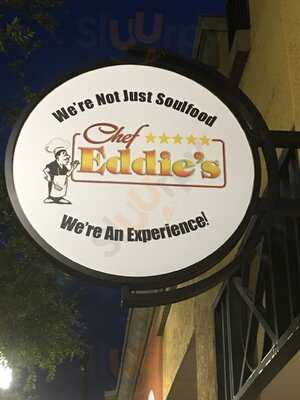 We're Not Just Soulfood
Chef
Eddie's
We're An Experience!